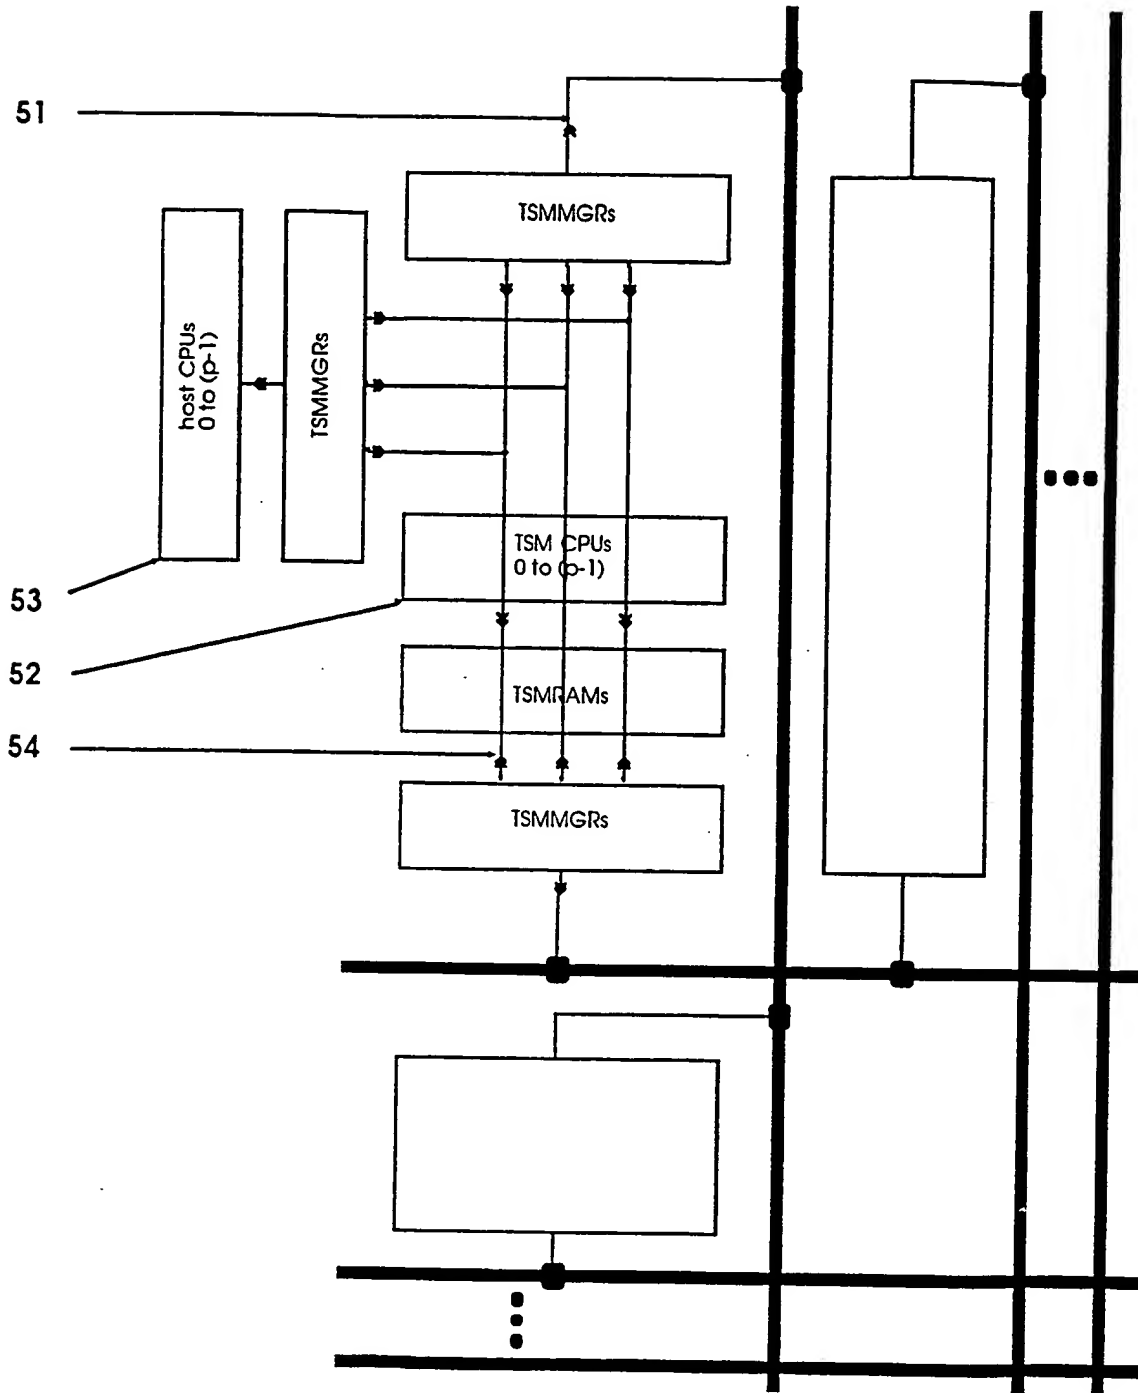 51
TSMMGRs
host CPUs
0 to (p-1)
TSMMGRs
TSM CPUs
0 to (p-1)
53
52
TSMRAMs
54
TSMMGRs